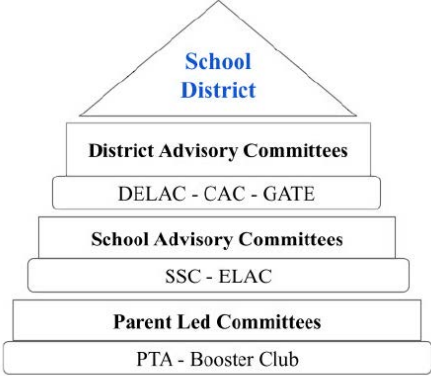 School
District
District Advisory Committees
DELAC - CAC - GATE
School Advisory Committees
SSC - ELAC
Parent Led Committees
PTA - Booster Club